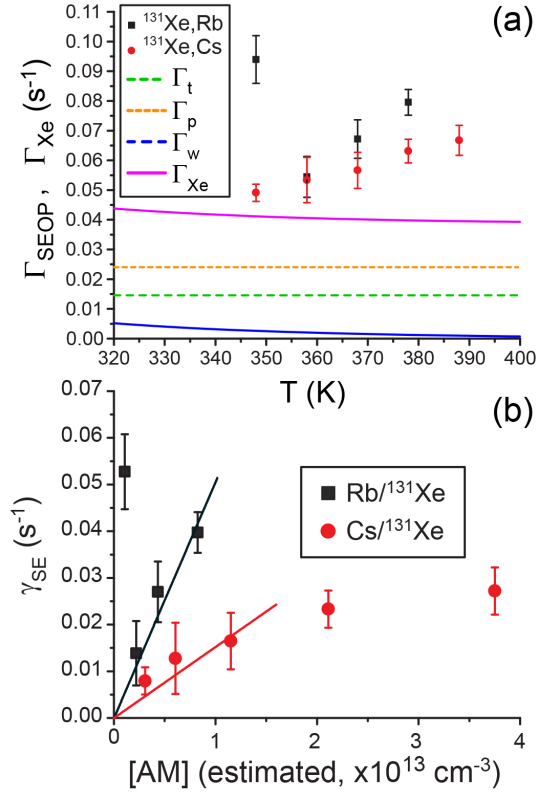 (a)
¹³¹Xe,Rb
¹³¹Xe,Cs
Γt
Γp
Γw
ΓXe
0.11
0.10
0.09
0.08
0.07
0.06
0.05
0.04
0.03
0.02
0.01
0.00
ΓSEOP , ΓXe (s⁻¹)
320 330 340 350 360 370 380 390 400
T (K)
(b)
0.07
0.06
0.05
0.04
0.03
0.02
0.01
0.00
γSE (s⁻¹)
Rb/¹³¹Xe
Cs/¹³¹Xe
0 1 2 3 4
[AM] (estimated, x10¹³ cm⁻³)